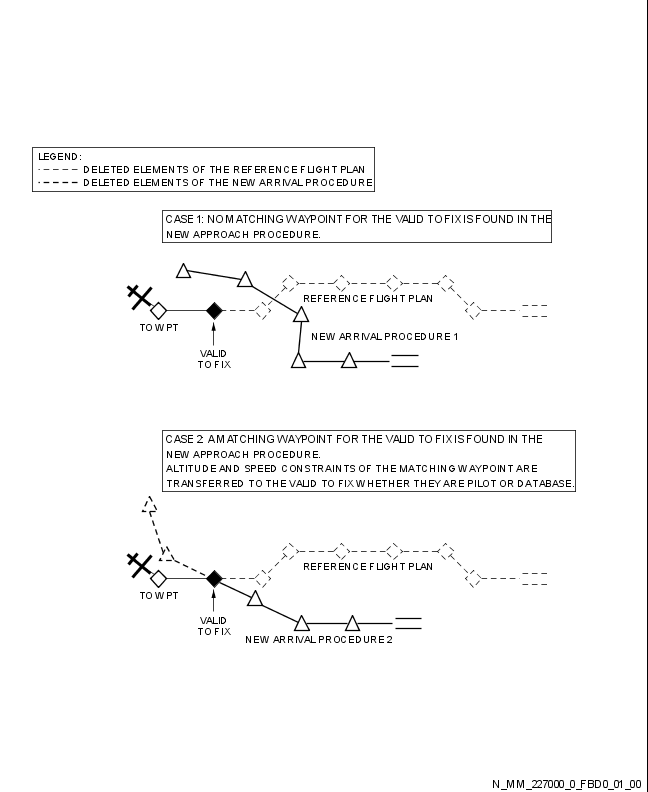 LEGEND:
DELETED ELEMENTS OF THE REFERENCE FLIGHT PLAN
DELETED ELEMENTS OF THE NEW ARRIVAL PROCEDURE
CASE 1: NO MATCHING WAYPOINT FOR THE VALID TO FIX IS FOUND IN THE
NEW APPROACH PROCEDURE.
REFERENCE FLIGHT PLAN
TO WPT
NEW ARRIVAL PROCEDURE 1
VALID
TO FIX
CASE 2: A MATCHING WAYPOINT FOR THE VALID TO FIX IS FOUND IN THE
NEW APPROACH PROCEDURE.
ALTITUDE AND SPEED CONSTRAINTS OF THE MATCHING WAYPOINT ARE
TRANSFERRED TO THE VALID TO FIX WHETHER THEY ARE PILOT OR DATABASE.
REFERENCE FLIGHT PLAN
TO WPT
VALID
TO FIX
NEW ARRIVAL PROCEDURE 2
N_MM_227000_0_FBD0_01_00